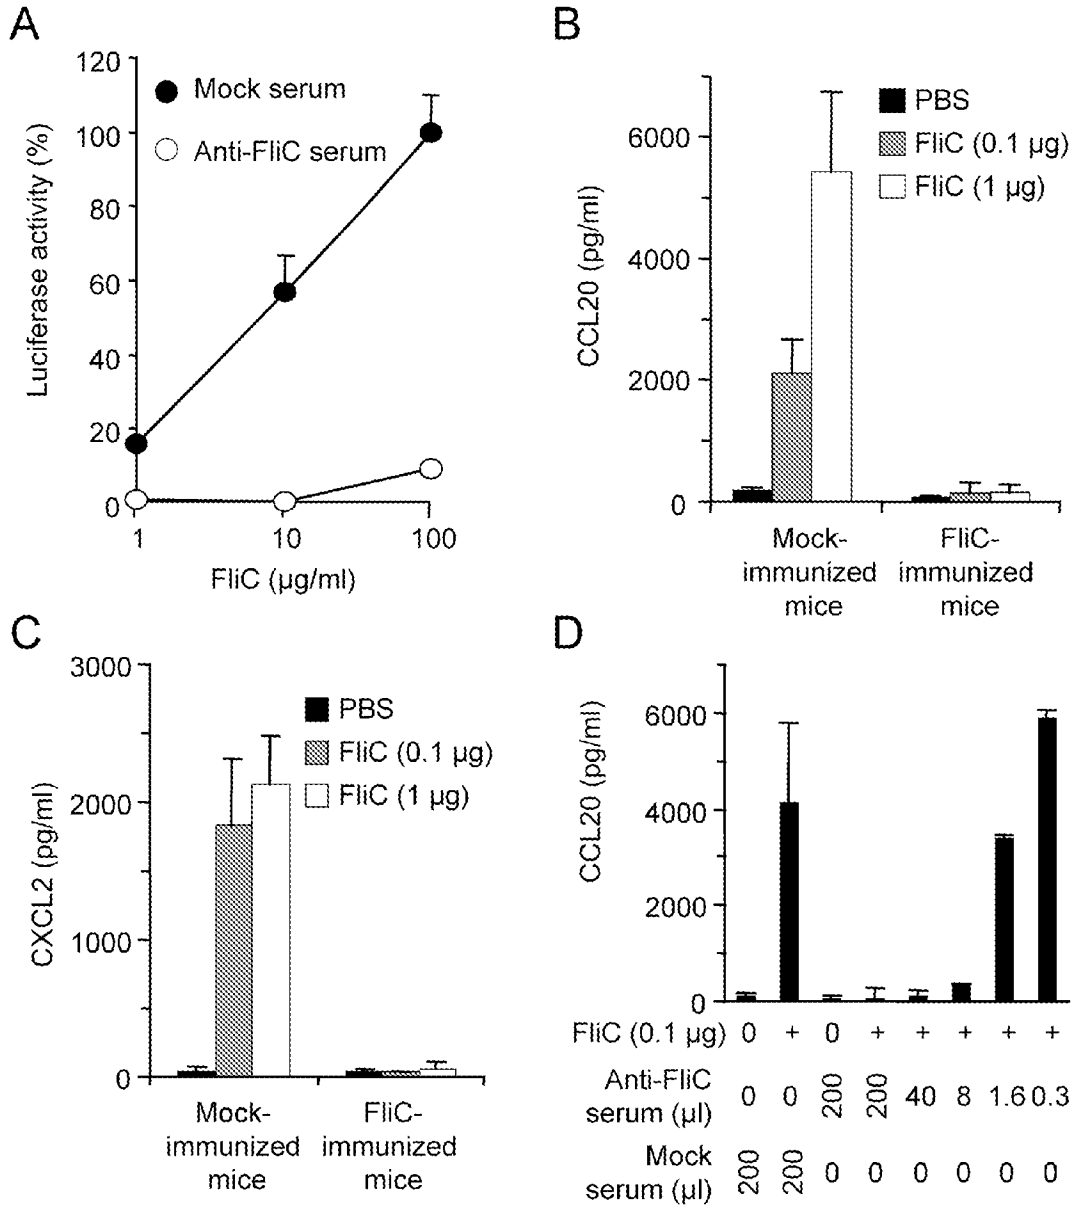 A
120
100
80
60
40
20
0
Luciferase activity (%)
Mock serum
Anti-FliC serum
1 10 100
FliC (µg/ml)
B
6000
4000
2000
0
CCL20 (pg/ml)
PBS
FliC (0.1 µg)
FliC (1 µg)
Mock-
immunized
mice
FliC-
immunized
mice
C
3000
2000
1000
0
CXCL2 (pg/ml)
PBS
FliC (0.1 µg)
FliC (1 µg)
Mock-
immunized
mice
FliC-
immunized
mice
D
6000
4000
2000
0
CCL20 (pg/ml)
FliC (0.1 µg) 0 + 0 + + + + +
Anti-FliC
serum (µl) 0 0 200 200 40 8 1.6 0.3
Mock
serum (µl) 200 200 0 0 0 0 0 0